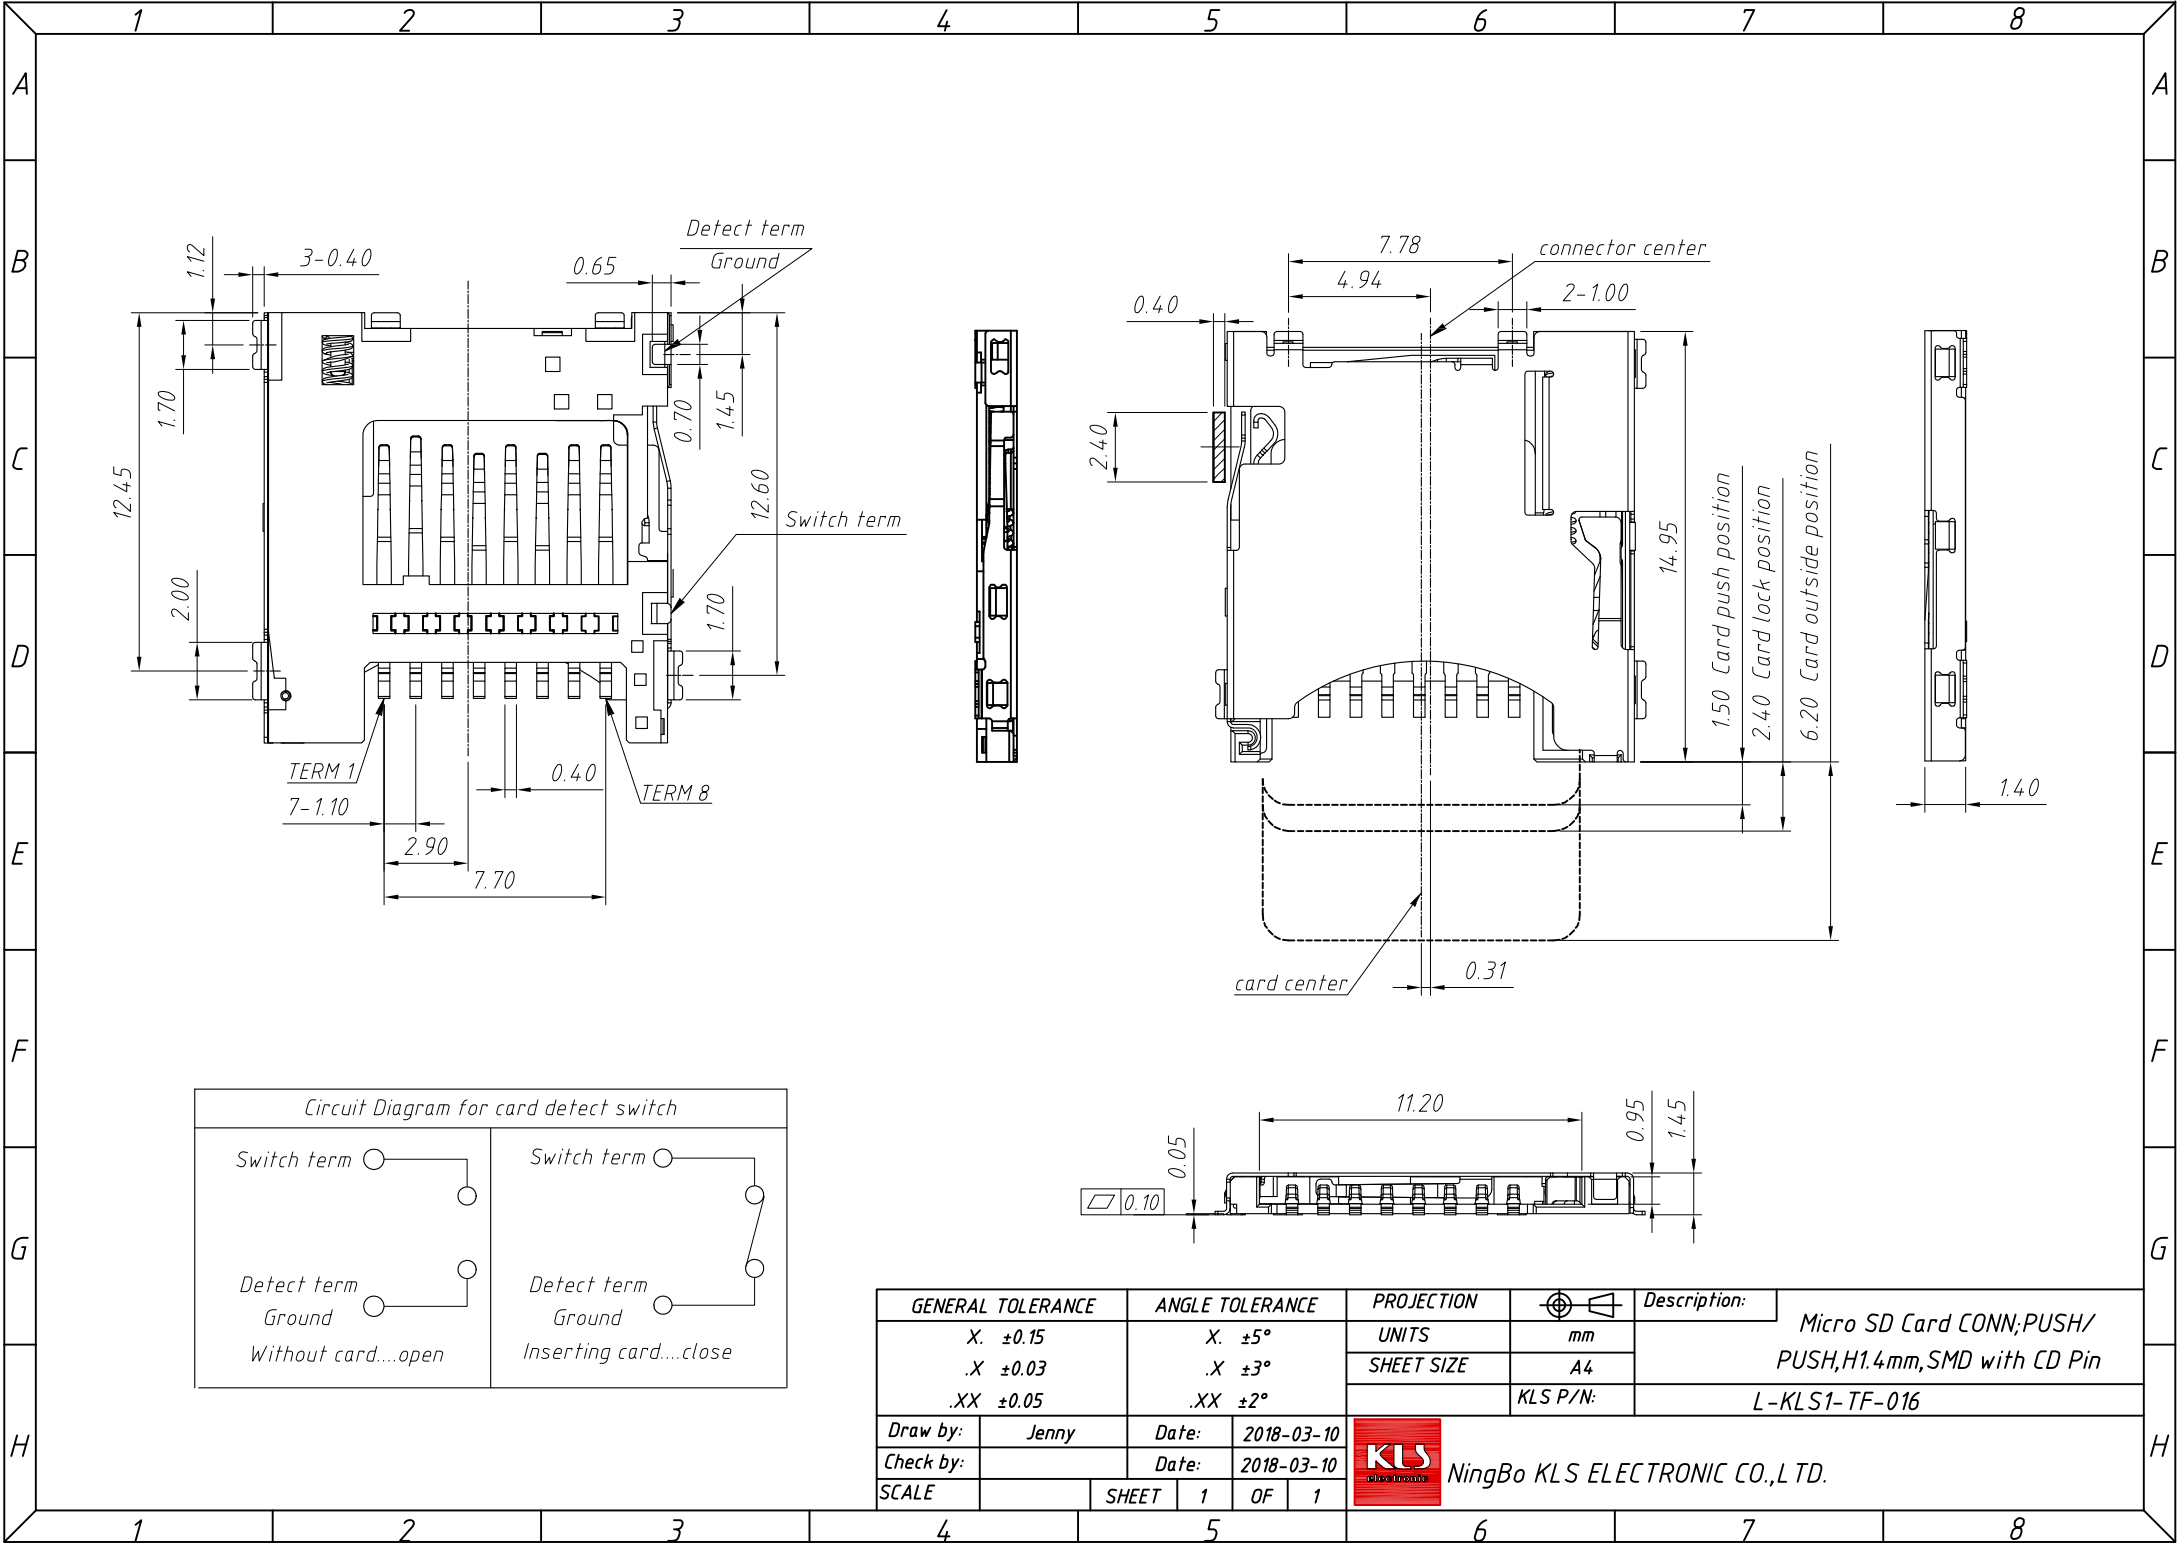 1 2 3 4 5 6 7 8
A A
B B
C C
D D
E E
F F
G G
H H
1.12
3-0.40
0.65
Detect term
Ground
1.70
12.45
2.00
0.70
1.45
12.60
Switch term
1.70
TERM 1
7-1.10
0.40
TERM 8
2.90
7.70
7.78
connector center
4.94
2-1.00
0.40
2.40
14.95
1.50 Card push position
2.40 Card lock position
6.20 Card outside position
1.40
card center
0.31
11.20
0.05
0.95
1.45
0.10
Circuit Diagram for card detect switch
Switch term
Detect term
Ground
Without card....open
Switch term
Detect term
Ground
Inserting card....close
GENERAL TOLERANCE
X. ±0.15
.X ±0.03
.XX ±0.05
ANGLE TOLERANCE
X. ±5°
.X ±3°
.XX ±2°
PROJECTION
UNITS mm
SHEET SIZE A4
KLS P/N:
Description:
Micro SD Card CONN;PUSH/
PUSH,H1.4mm,SMD with CD Pin
L-KLS1-TF-016
Draw by: Jenny Date: 2018-03-10
Check by: Date: 2018-03-10
SCALE SHEET 1 OF 1
KLS
electronic
NingBo KLS ELECTRONIC CO.,LTD.
1 2 3 4 5 6 7 8